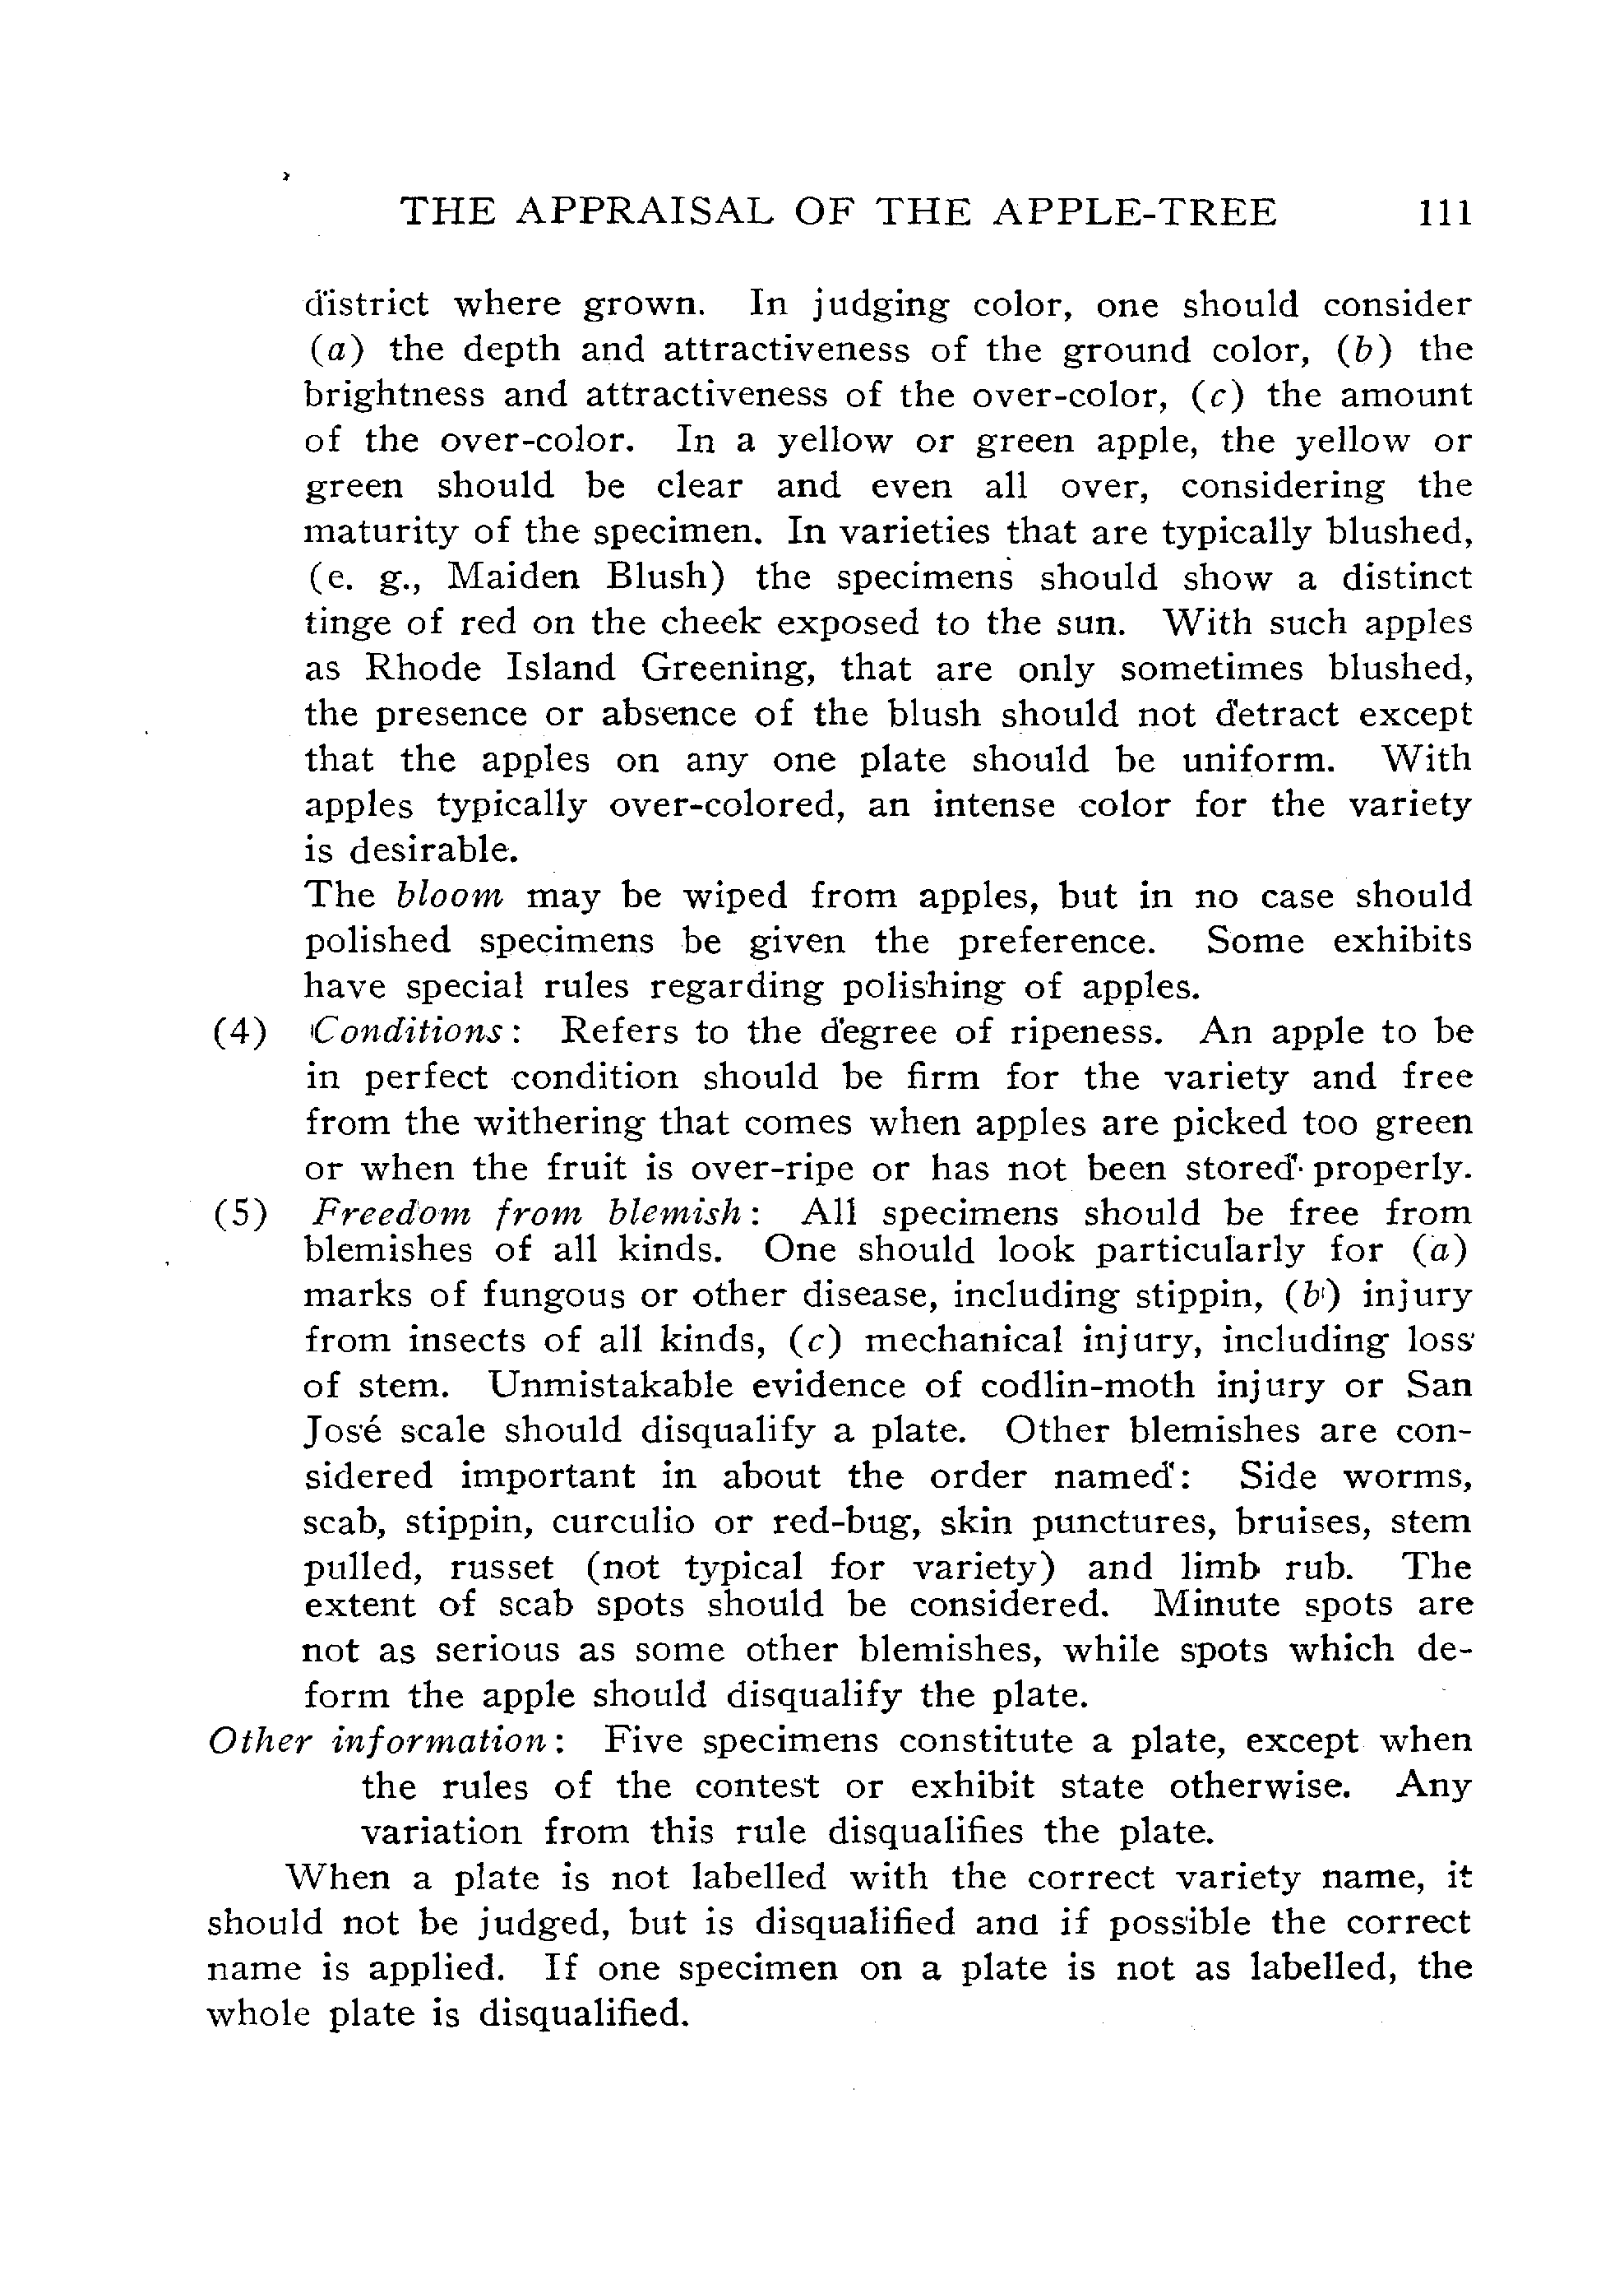 THE APPRAISAL OF THE APPLE-TREE 111
district where grown. In judging color, one should consider
(a) the depth and attractiveness of the ground color, (b) the
brightness and attractiveness of the over-color, (c) the amount
of the over-color. In a yellow or green apple, the yellow or
green should be clear and even all over, considering the
maturity of the specimen. In varieties that are typically blushed,
(e. g., Maiden Blush) the specimens should show a distinct
tinge of red on the cheek exposed to the sun. With such apples
as Rhode Island Greening, that are only sometimes blushed,
the presence or absence of the blush should not detract except
that the apples on any one plate should be uniform. With
apples typically over-colored, an intense color for the variety
is desirable.
The bloom may be wiped from apples, but in no case should
polished specimens be given the preference. Some exhibits
have special rules regarding polishing of apples.
(4) Conditions: Refers to the degree of ripeness. An apple to be
in perfect condition should be firm for the variety and free
from the withering that comes when apples are picked too green
or when the fruit is over-ripe or has not been stored properly.
(5) Freedom from blemish: All specimens should be free from
blemishes of all kinds. One should look particularly for (a)
marks of fungous or other disease, including stippin, (b) injury
from insects of all kinds, (c) mechanical injury, including loss
of stem. Unmistakable evidence of codlin-moth injury or San
José scale should disqualify a plate. Other blemishes are con-
sidered important in about the order named: Side worms,
scab, stippin, curculio or red-bug, skin punctures, bruises, stem
pulled, russet (not typical for variety) and limb rub. The
extent of scab spots should be considered. Minute spots are
not as serious as some other blemishes, while spots which de-
form the apple should disqualify the plate.
Other information: Five specimens constitute a plate, except when
the rules of the contest or exhibit state otherwise. Any
variation from this rule disqualifies the plate.
When a plate is not labelled with the correct variety name, it
should not be judged, but is disqualified and if possible the correct
name is applied. If one specimen on a plate is not as labelled, the
whole plate is disqualified.